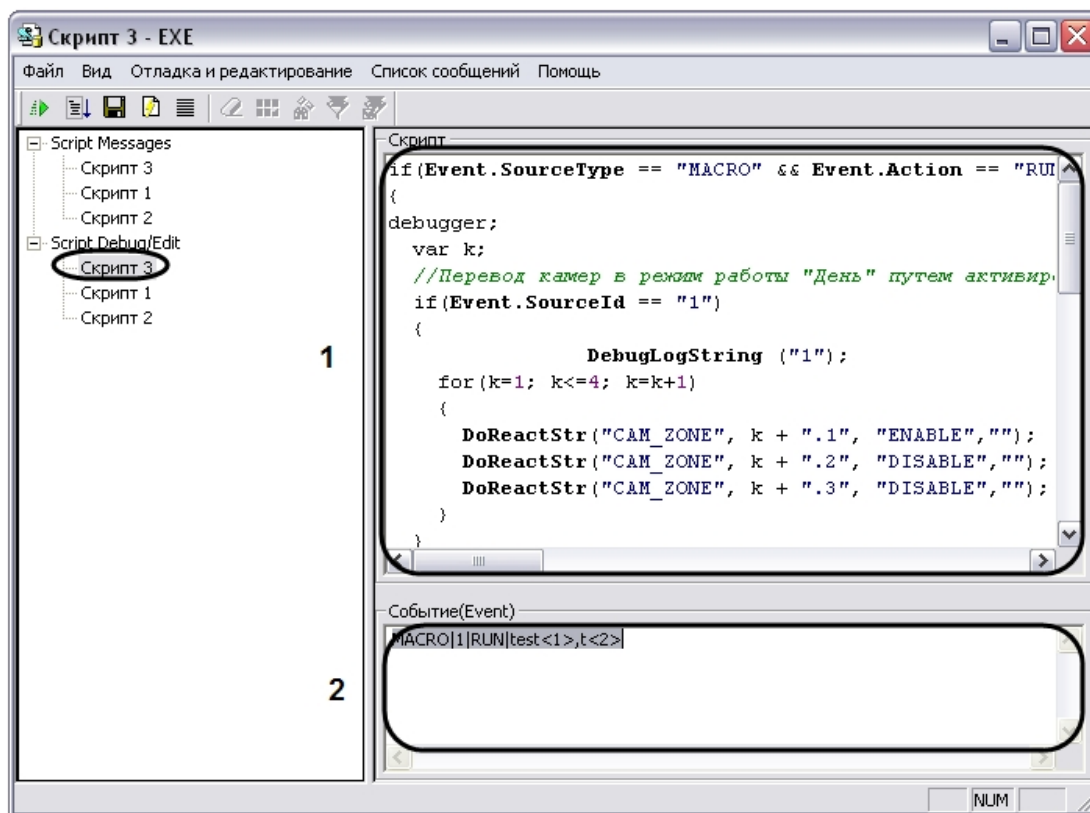 Скрипт 3 - EXE
Файл Вид Отладка и редактирование Список сообщений Помощь
Script Messages
Скрипт 3
Скрипт 1
Скрипт 2
Script Debug/Edit
Скрипт 3
Скрипт 1
Скрипт 2
1
Скрипт
if(Event.SourceType == "MACRO" && Event.Action == "RUN
{
debugger;
var k;
//Перевод камер в режим работы "День" путем активир
if(Event.SourceId == "1")
{
DebugLogString ("1");
for(k=1; k<=4; k=k+1)
{
DoReactStr("CAM_ZONE", k + ".1", "ENABLE","");
DoReactStr("CAM_ZONE", k + ".2", "DISABLE","");
DoReactStr("CAM_ZONE", k + ".3", "DISABLE","");
}
}
Событие(Event)
MACRO|1|RUN|test<1>,t<2>
2
NUM